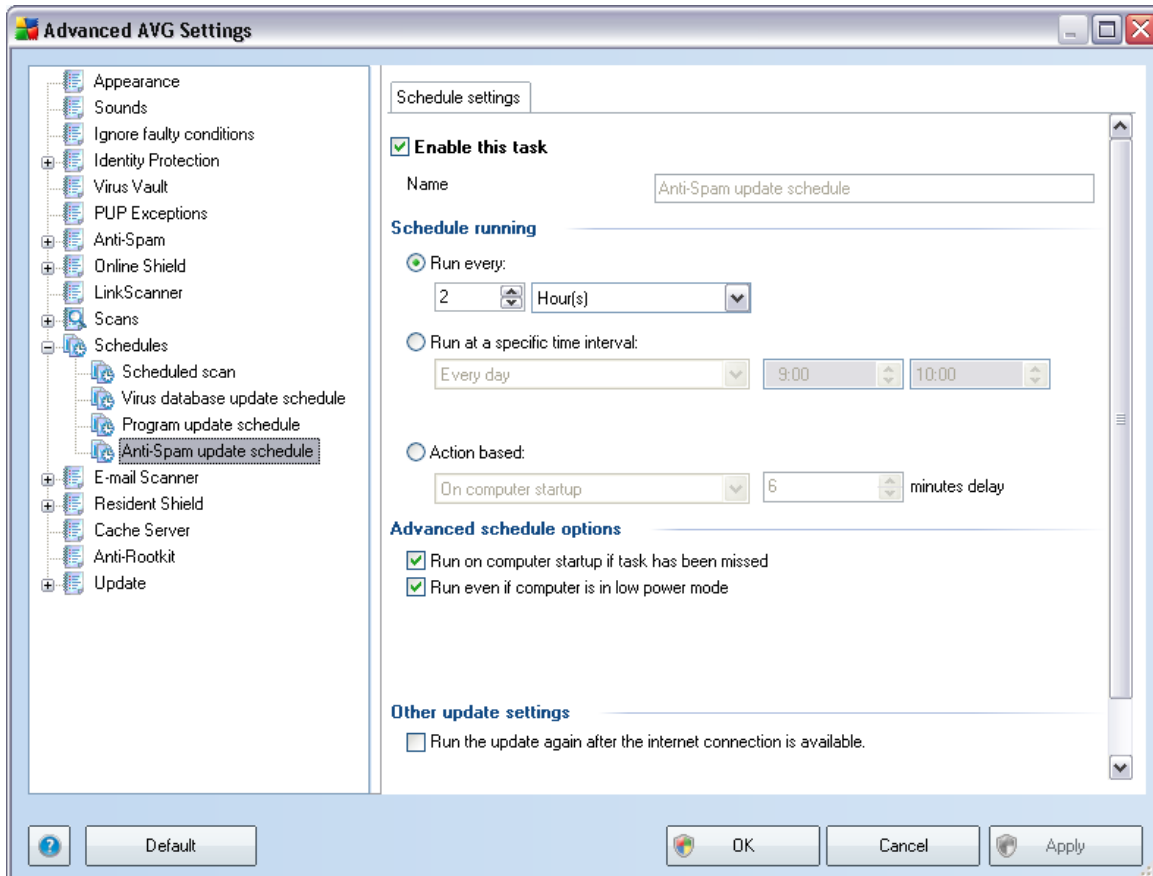 Advanced AVG Settings
Appearance
Sounds
Ignore faulty conditions
Identity Protection
Virus Vault
PUP Exceptions
Anti-Spam
Online Shield
LinkScanner
Scans
Schedules
Scheduled scan
Virus database update schedule
Program update schedule
Anti-Spam update schedule
E-mail Scanner
Resident Shield
Cache Server
Anti-Rootkit
Update
Schedule settings
Enable this task
Name Anti-Spam update schedule
Schedule running
Run every:
2 Hour(s)
Run at a specific time interval:
Every day 9:00 10:00
Action based:
On computer startup 6 minutes delay
Advanced schedule options
Run on computer startup if task has been missed
Run even if computer is in low power mode
Other update settings
Run the update again after the internet connection is available.
? Default OK Cancel Apply